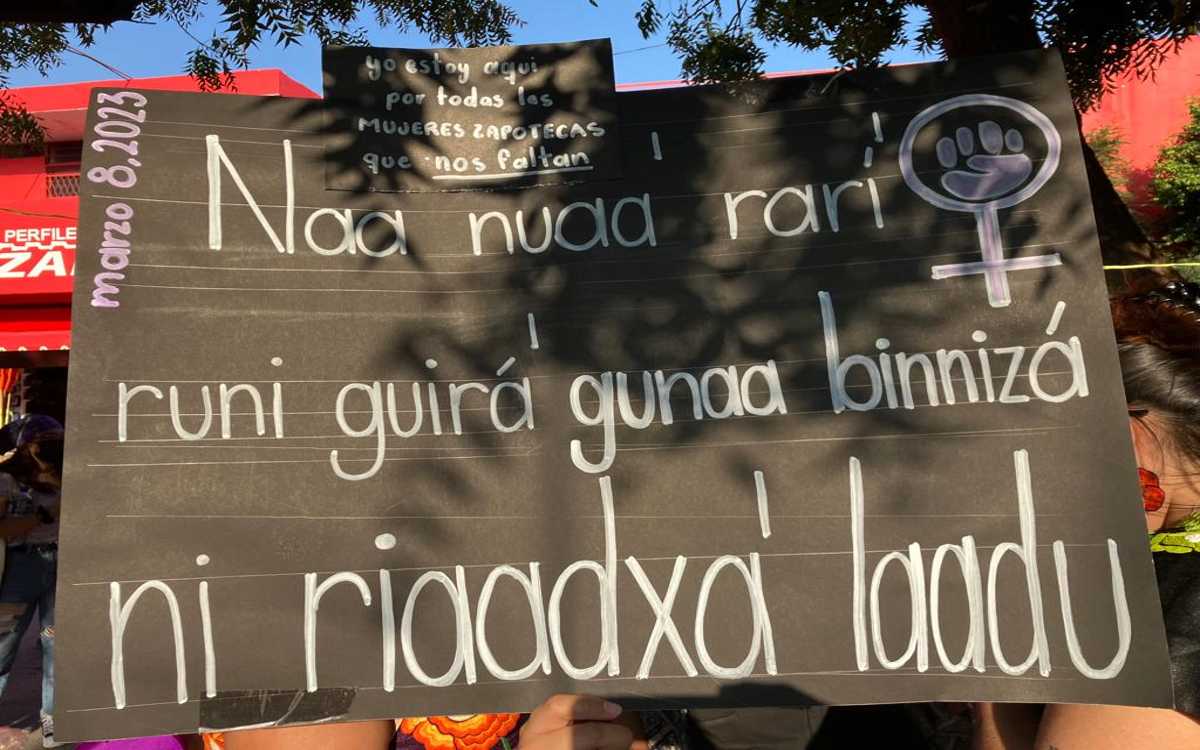 yo estoy aquí
por todas las
MUJERES ZAPOTECAS
que nos faltan
marzo 8, 2023
Naa nuaa' rarí'
runi guirá' gunaa binnizá
ni riaadxa' laadu
PERFILE
ZA